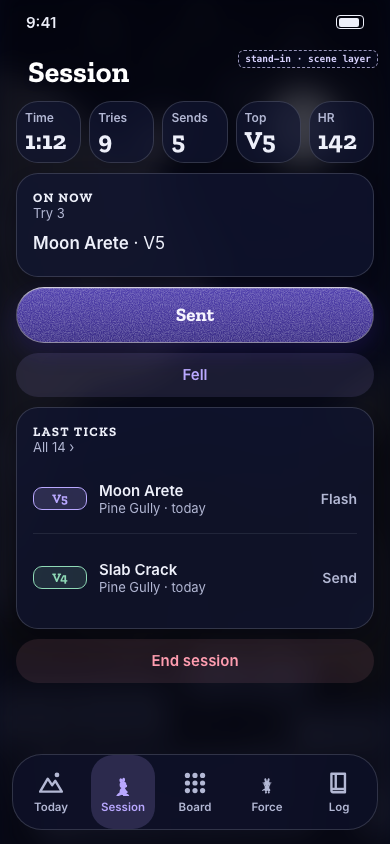 9:41
stand-in · scene layer
Session
Time
Tries
Sends
Top
HR
1:12
9
5
V5
142
ON NOW
Try 3
Moon Arete · V5
Sent
Fell
LAST TICKS
All 14 ›
V5
Moon Arete
Pine Gully · today
Flash
V4
Slab Crack
Pine Gully · today
Send
End session
Today
Session
Board
Force
Log